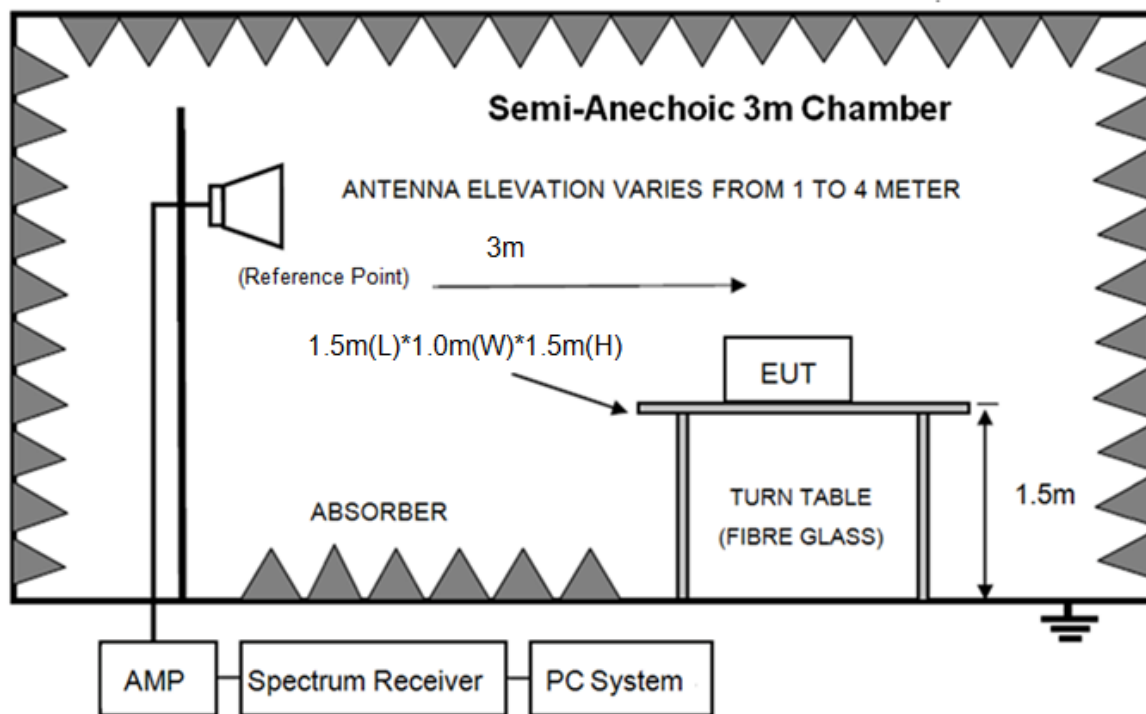 Semi-Anechoic 3m Chamber
ANTENNA ELEVATION VARIES FROM 1 TO 4 METER
3m
(Reference Point)
1.5m(L)*1.0m(W)*1.5m(H)
EUT
ABSORBER
TURN TABLE
(FIBRE GLASS)
1.5m
AMP
Spectrum Receiver
PC System